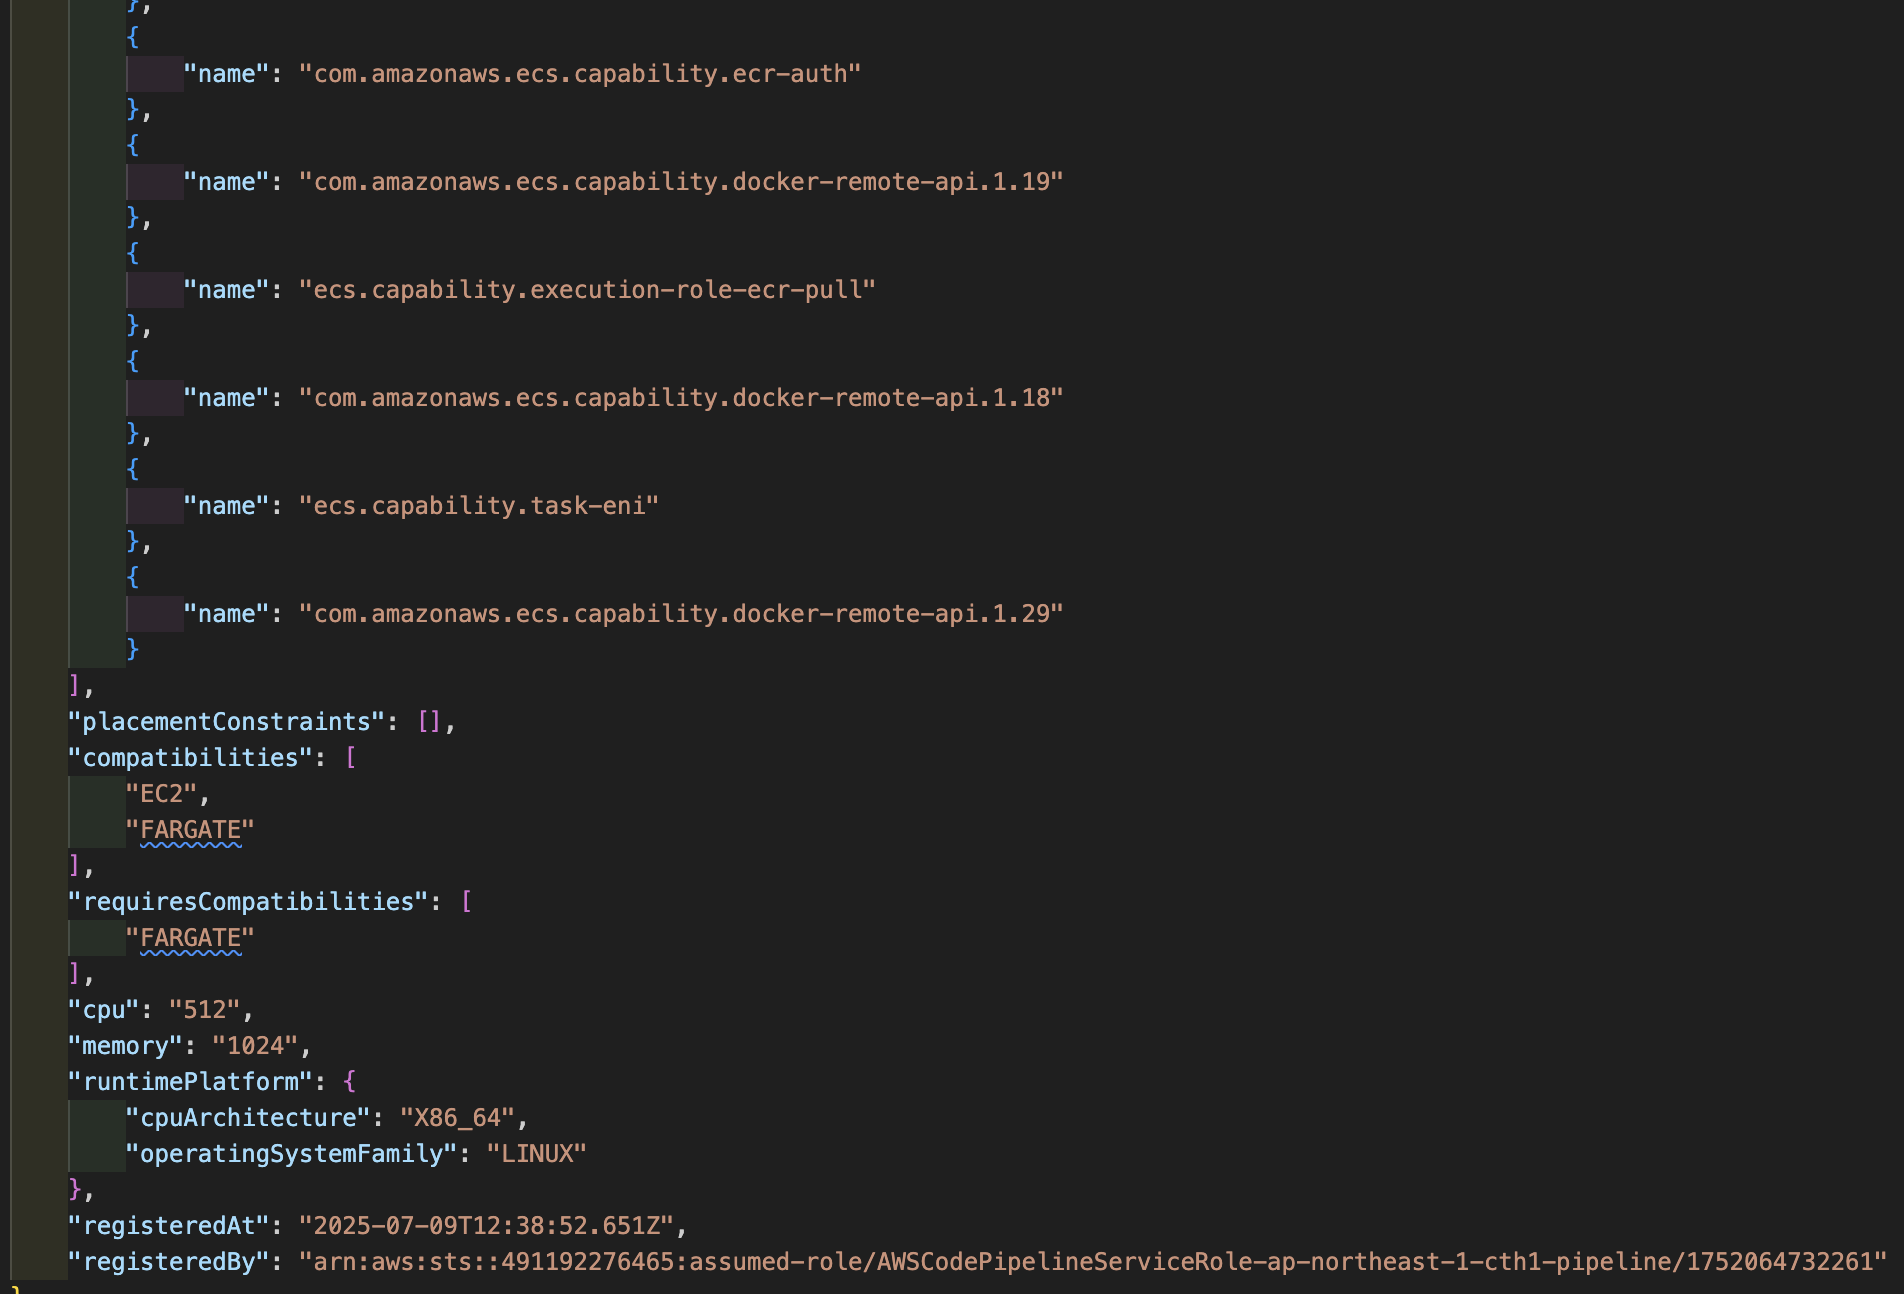 },
{
"name": "com.amazonaws.ecs.capability.ecr-auth"
},
{
"name": "com.amazonaws.ecs.capability.docker-remote-api.1.19"
},
{
"name": "ecs.capability.execution-role-ecr-pull"
},
{
"name": "com.amazonaws.ecs.capability.docker-remote-api.1.18"
},
{
"name": "ecs.capability.task-eni"
},
{
"name": "com.amazonaws.ecs.capability.docker-remote-api.1.29"
}
],
"placementConstraints": [],
"compatibilities": [
"EC2",
"FARGATE"
],
"requiresCompatibilities": [
"FARGATE"
],
"cpu": "512",
"memory": "1024",
"runtimePlatform": {
"cpuArchitecture": "X86_64",
"operatingSystemFamily": "LINUX"
},
"registeredAt": "2025-07-09T12:38:52.651Z",
"registeredBy": "arn:aws:sts::491192276465:assumed-role/AWSCodePipelineServiceRole-ap-northeast-1-cth1-pipeline/1752064732261"
}